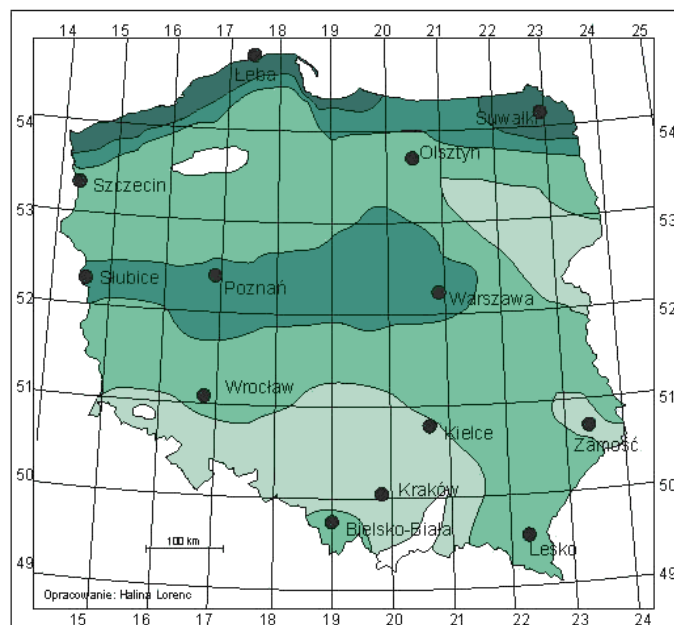 14 15 16 17 18 19 20 21 22 23 24 25
Łeba
54
Suwałki
54
Olsztyn
Szczecin
53
53
Słubice
Poznań
Warszawa
52
52
Wrocław
51
51
Kielce
Zamość
50
Kraków
50
Bielsko-Biała
Lesko
100 km
49
49
Opracowanie: Halina Lorenc
15 16 17 18 19 20 21 22 23 24